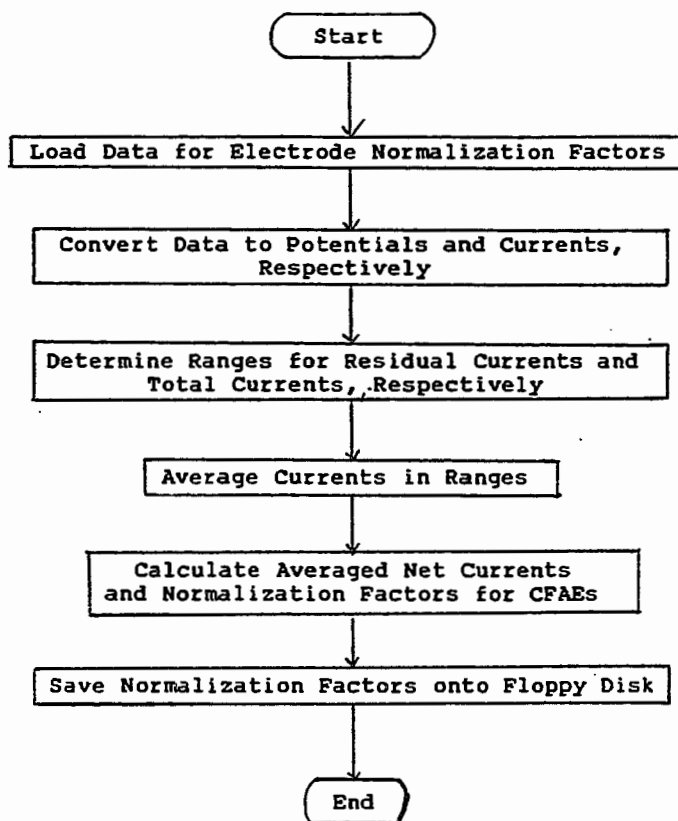 Start
Load Data for Electrode Normalization Factors
Convert Data to Potentials and Currents,
Respectively
Determine Ranges for Residual Currents and
Total Currents, Respectively
Average Currents in Ranges
Calculate Averaged Net Currents
and Normalization Factors for CFAEs
Save Normalization Factors onto Floppy Disk
End